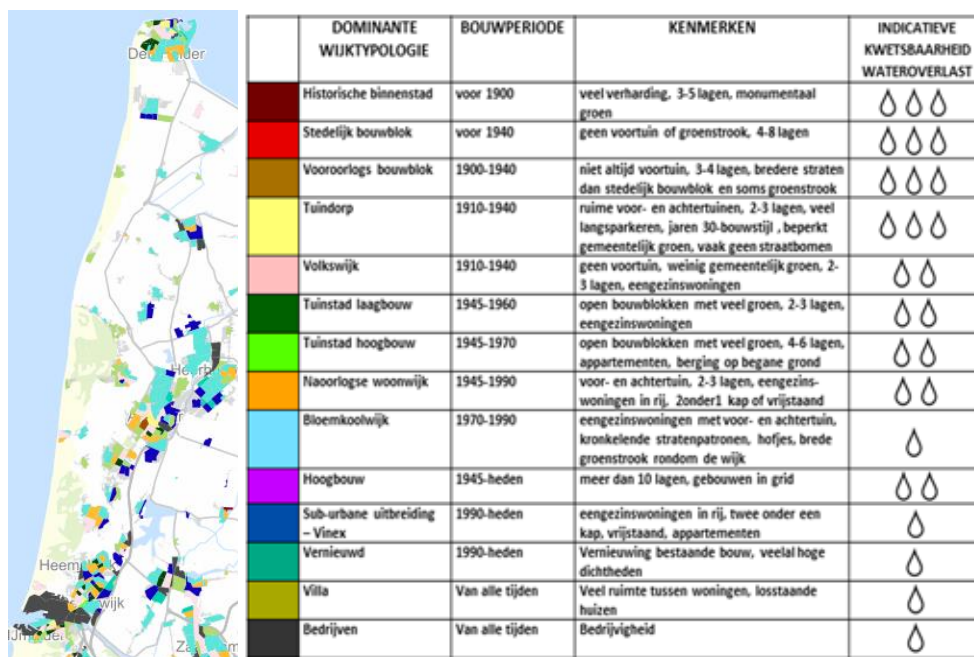 Den Helder
Heem
wijk
IJm
Za
DOMINANTE
WIJKTYPOLOGIE
BOUWPERIODE
KENMERKEN
INDICATIEVE
KWETSBAARHEID
WATEROVERLAST
Historische binnenstad
voor 1900
veel verharding, 3-5 lagen, monumentaal
groen
Stedelijk bouwblok
voor 1940
geen voortuin of groenstrook, 4-8 lagen
Vooroorlogs bouwblok
1900-1940
niet altijd voortuin, 3-4 lagen, bredere straten
dan stedelijk bouwblok en soms groenstrook
Tuindorp
1910-1940
ruime voor- en achtertuinen, 2-3 lagen, veel
langsparkeren, jaren 30-bouwstijl , beperkt
gemeentelijk groen, vaak geen straatbomen
Volkswijk
1910-1940
geen voortuin, weinig gemeentelijk groen, 2-
3 lagen, eengezinswoningen
Tuinstad laagbouw
1945-1960
open bouwblokken met veel groen, 2-3 lagen,
eengezinswoningen
Tuinstad hoogbouw
1945-1970
open bouwblokken met veel groen, 4-6 lagen,
appartementen, berging op begane grond
Naoorlogse woonwijk
1945-1990
voor- en achtertuin, 2-3 lagen, eengezins-
woningen in rij, 2onder1 kap of vrijstaand
Bloemkoolwijk
1970-1990
eengezinswoningen met voor- en achtertuin,
kronkelende stratenpatronen, hofjes, brede
groenstrook rondom de wijk
Hoogbouw
1945-heden
meer dan 10 lagen, gebouwen in grid
Sub-urbane uitbreiding
– Vinex
1990-heden
eengezinswoningen in rij, twee onder een
kap, vrijstaand, appartementen
Vernieuwd
1990-heden
Vernieuwing bestaande bouw, veelal hoge
dichtheden
Villa
Van alle tijden
Veel ruimte tussen woningen, losstaande
huizen
Bedrijven
Van alle tijden
Bedrijvigheid